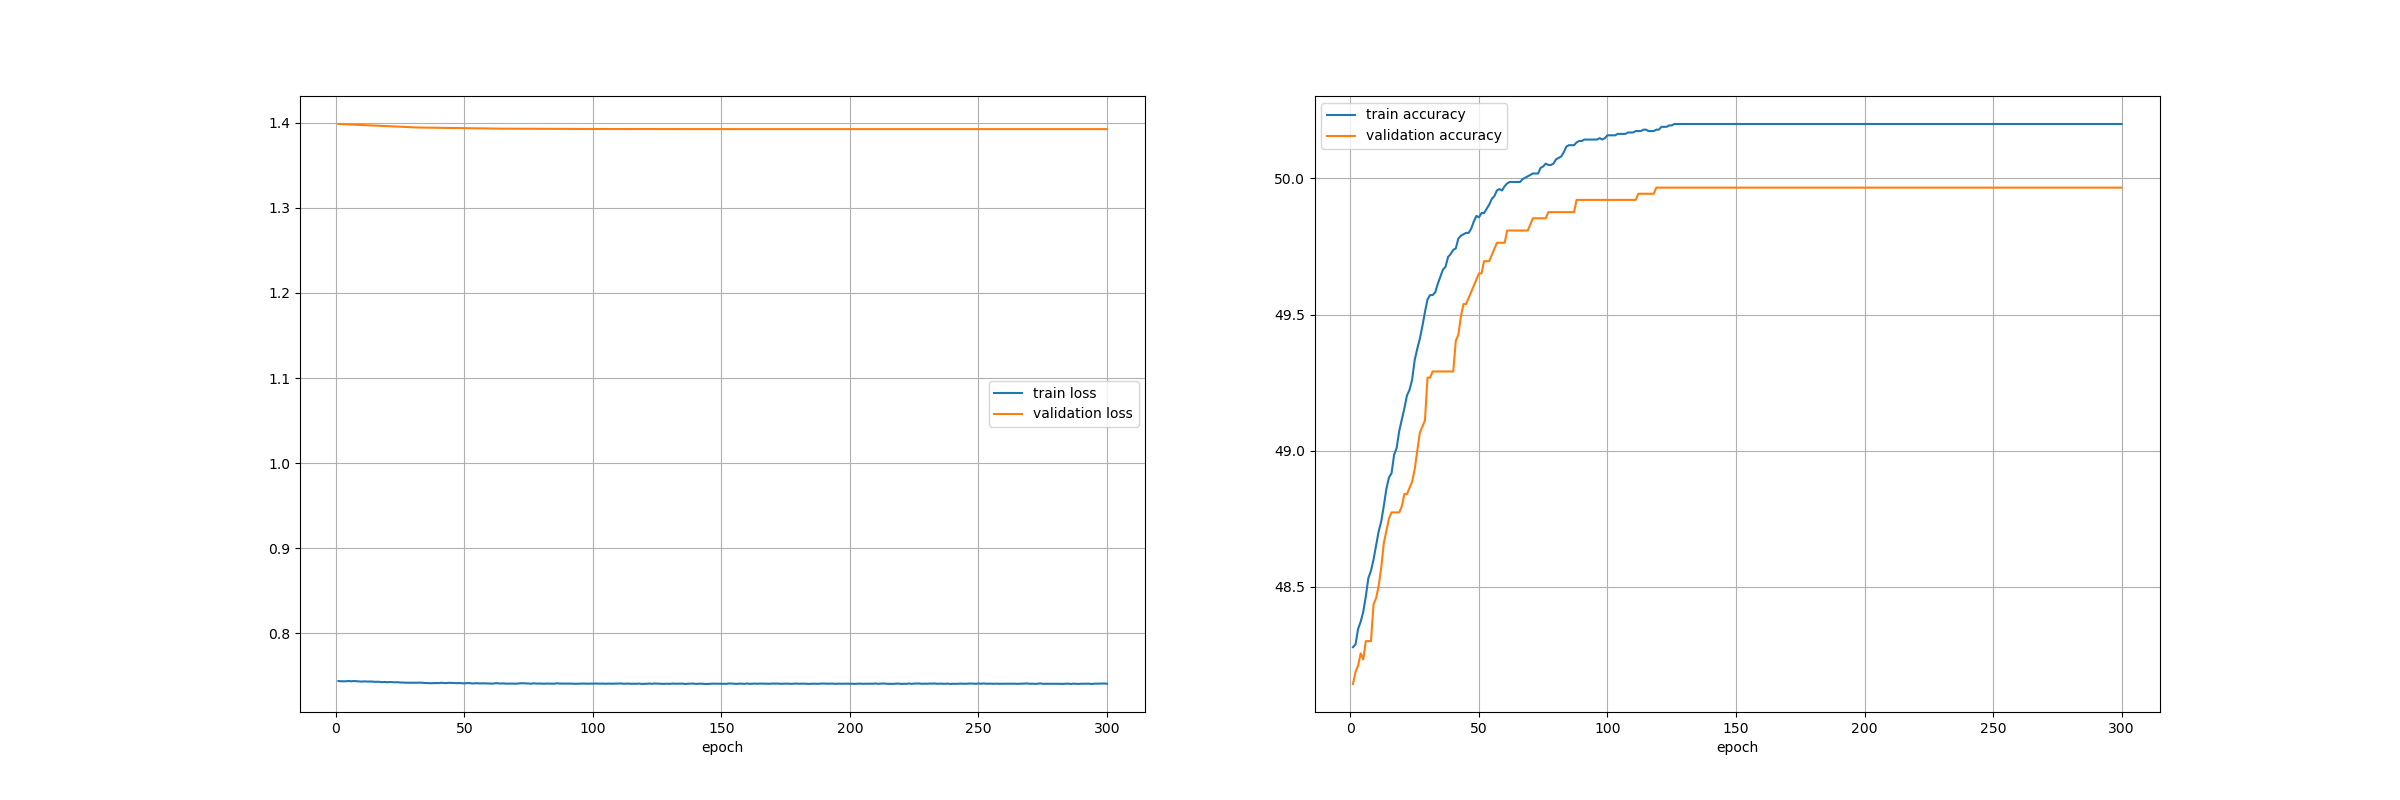 1.4
1.3
1.2
1.1
1.0
0.9
0.8
train loss
validation loss
0 50 100 150 200 250 300
epoch
train accuracy
validation accuracy
50.0
49.5
49.0
48.5
0 50 100 150 200 250 300
epoch